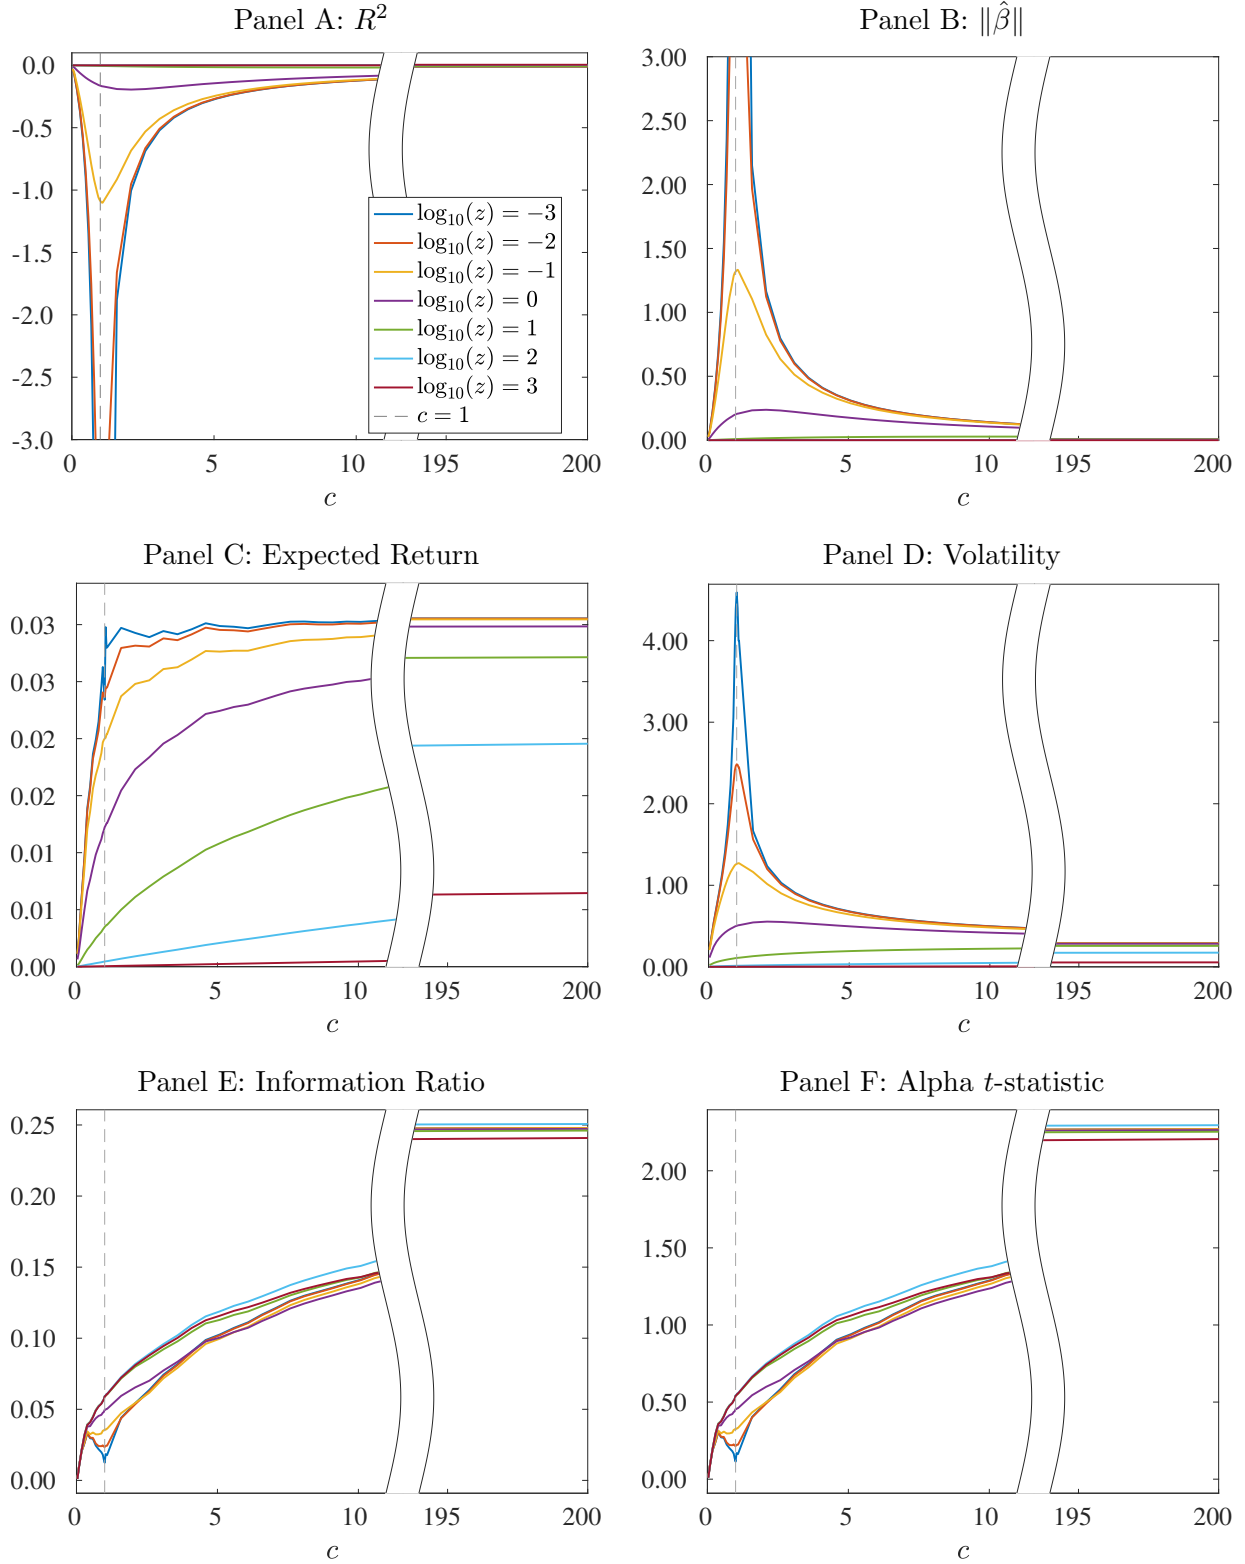 Panel A: R²
0.0
-0.5
-1.0
-1.5
-2.0
-2.5
-3.0
log₁₀(z) = −3
log₁₀(z) = −2
log₁₀(z) = −1
log₁₀(z) = 0
log₁₀(z) = 1
log₁₀(z) = 2
log₁₀(z) = 3
c = 1
0 5 10 195 200
c
Panel B: ‖β̂‖
3.00
2.50
2.00
1.50
1.00
0.50
0.00
0 5 10 195 200
c
Panel C: Expected Return
0.03
0.03
0.02
0.02
0.01
0.01
0.00
0 5 10 195 200
c
Panel D: Volatility
4.00
3.00
2.00
1.00
0.00
0 5 10 195 200
c
Panel E: Information Ratio
0.25
0.20
0.15
0.10
0.05
0.00
0 5 10 195 200
c
Panel F: Alpha t-statistic
2.00
1.50
1.00
0.50
0.00
0 5 10 195 200
c